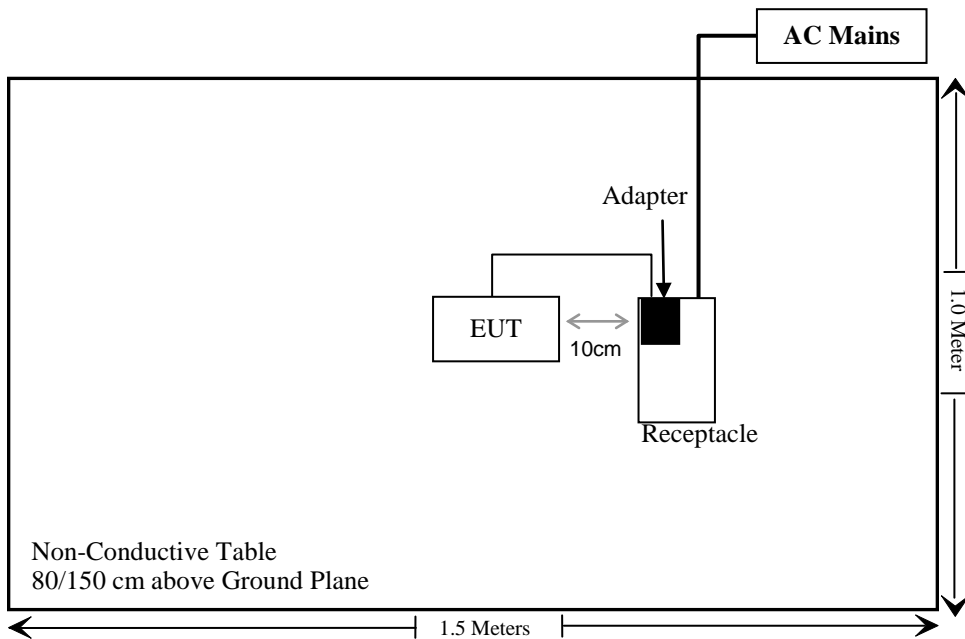 AC Mains
Adapter
EUT
10cm
1.0 Meter
Receptacle
Non-Conductive Table
80/150 cm above Ground Plane
1.5 Meters